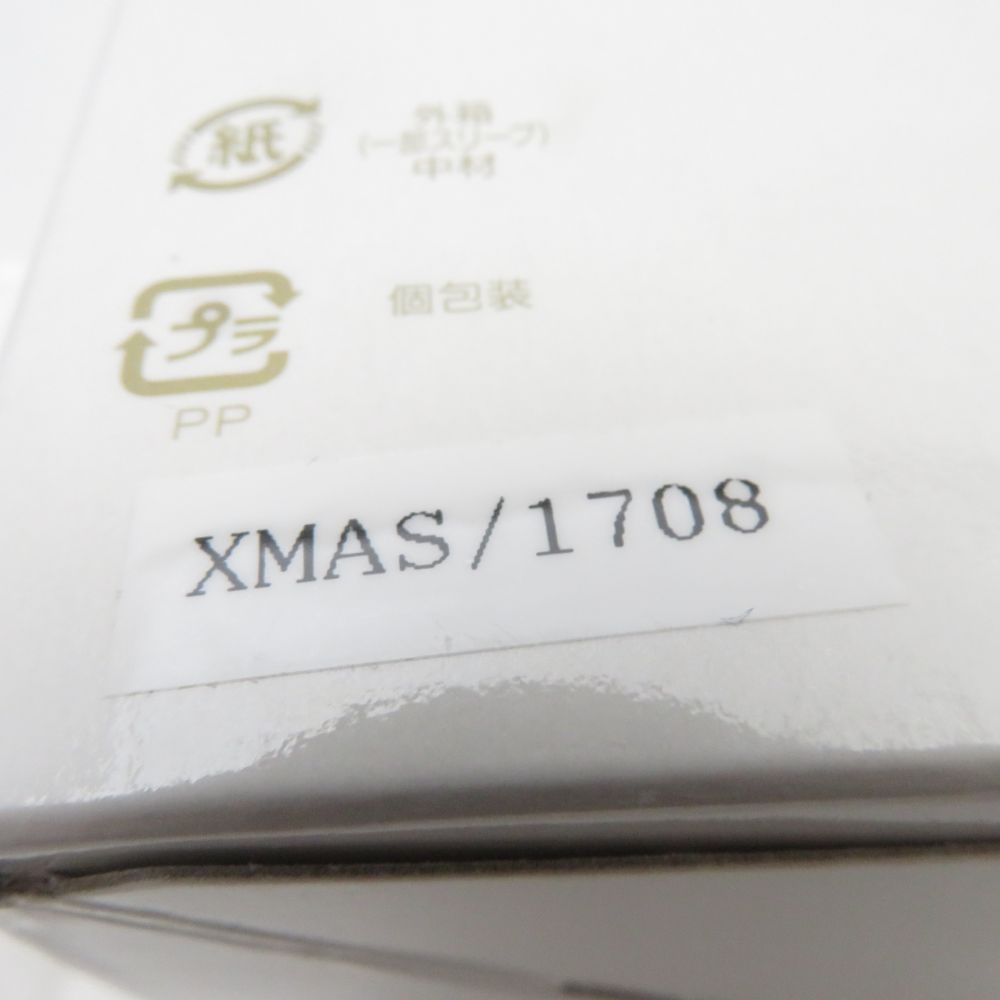 紙
外箱
(一部スリーブ)
中材
プラ
個包装
PP
XMAS/1708